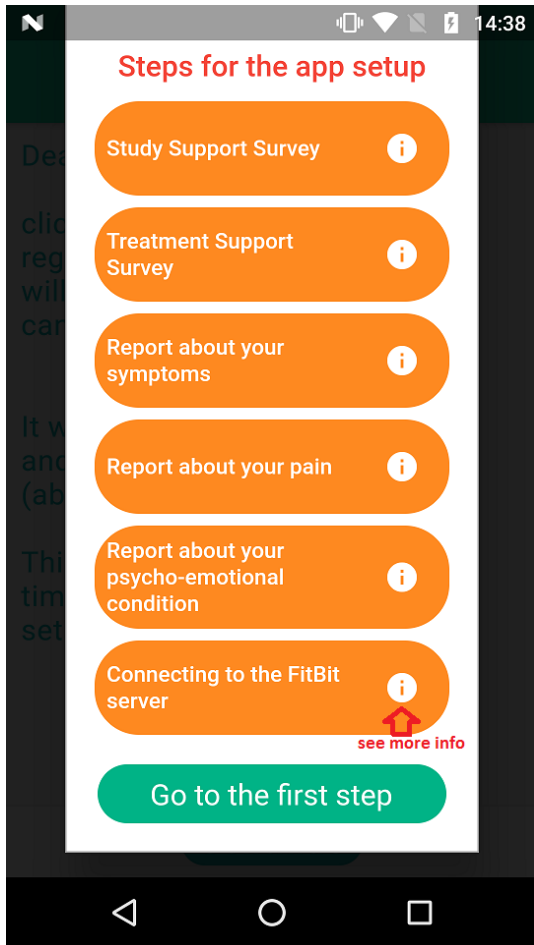 14:38
Steps for the app setup
Study Support Survey
Treatment Support
Survey
Report about your
symptoms
Report about your pain
Report about your
psycho-emotional
condition
Connecting to the FitBit
server
see more info
Go to the first step